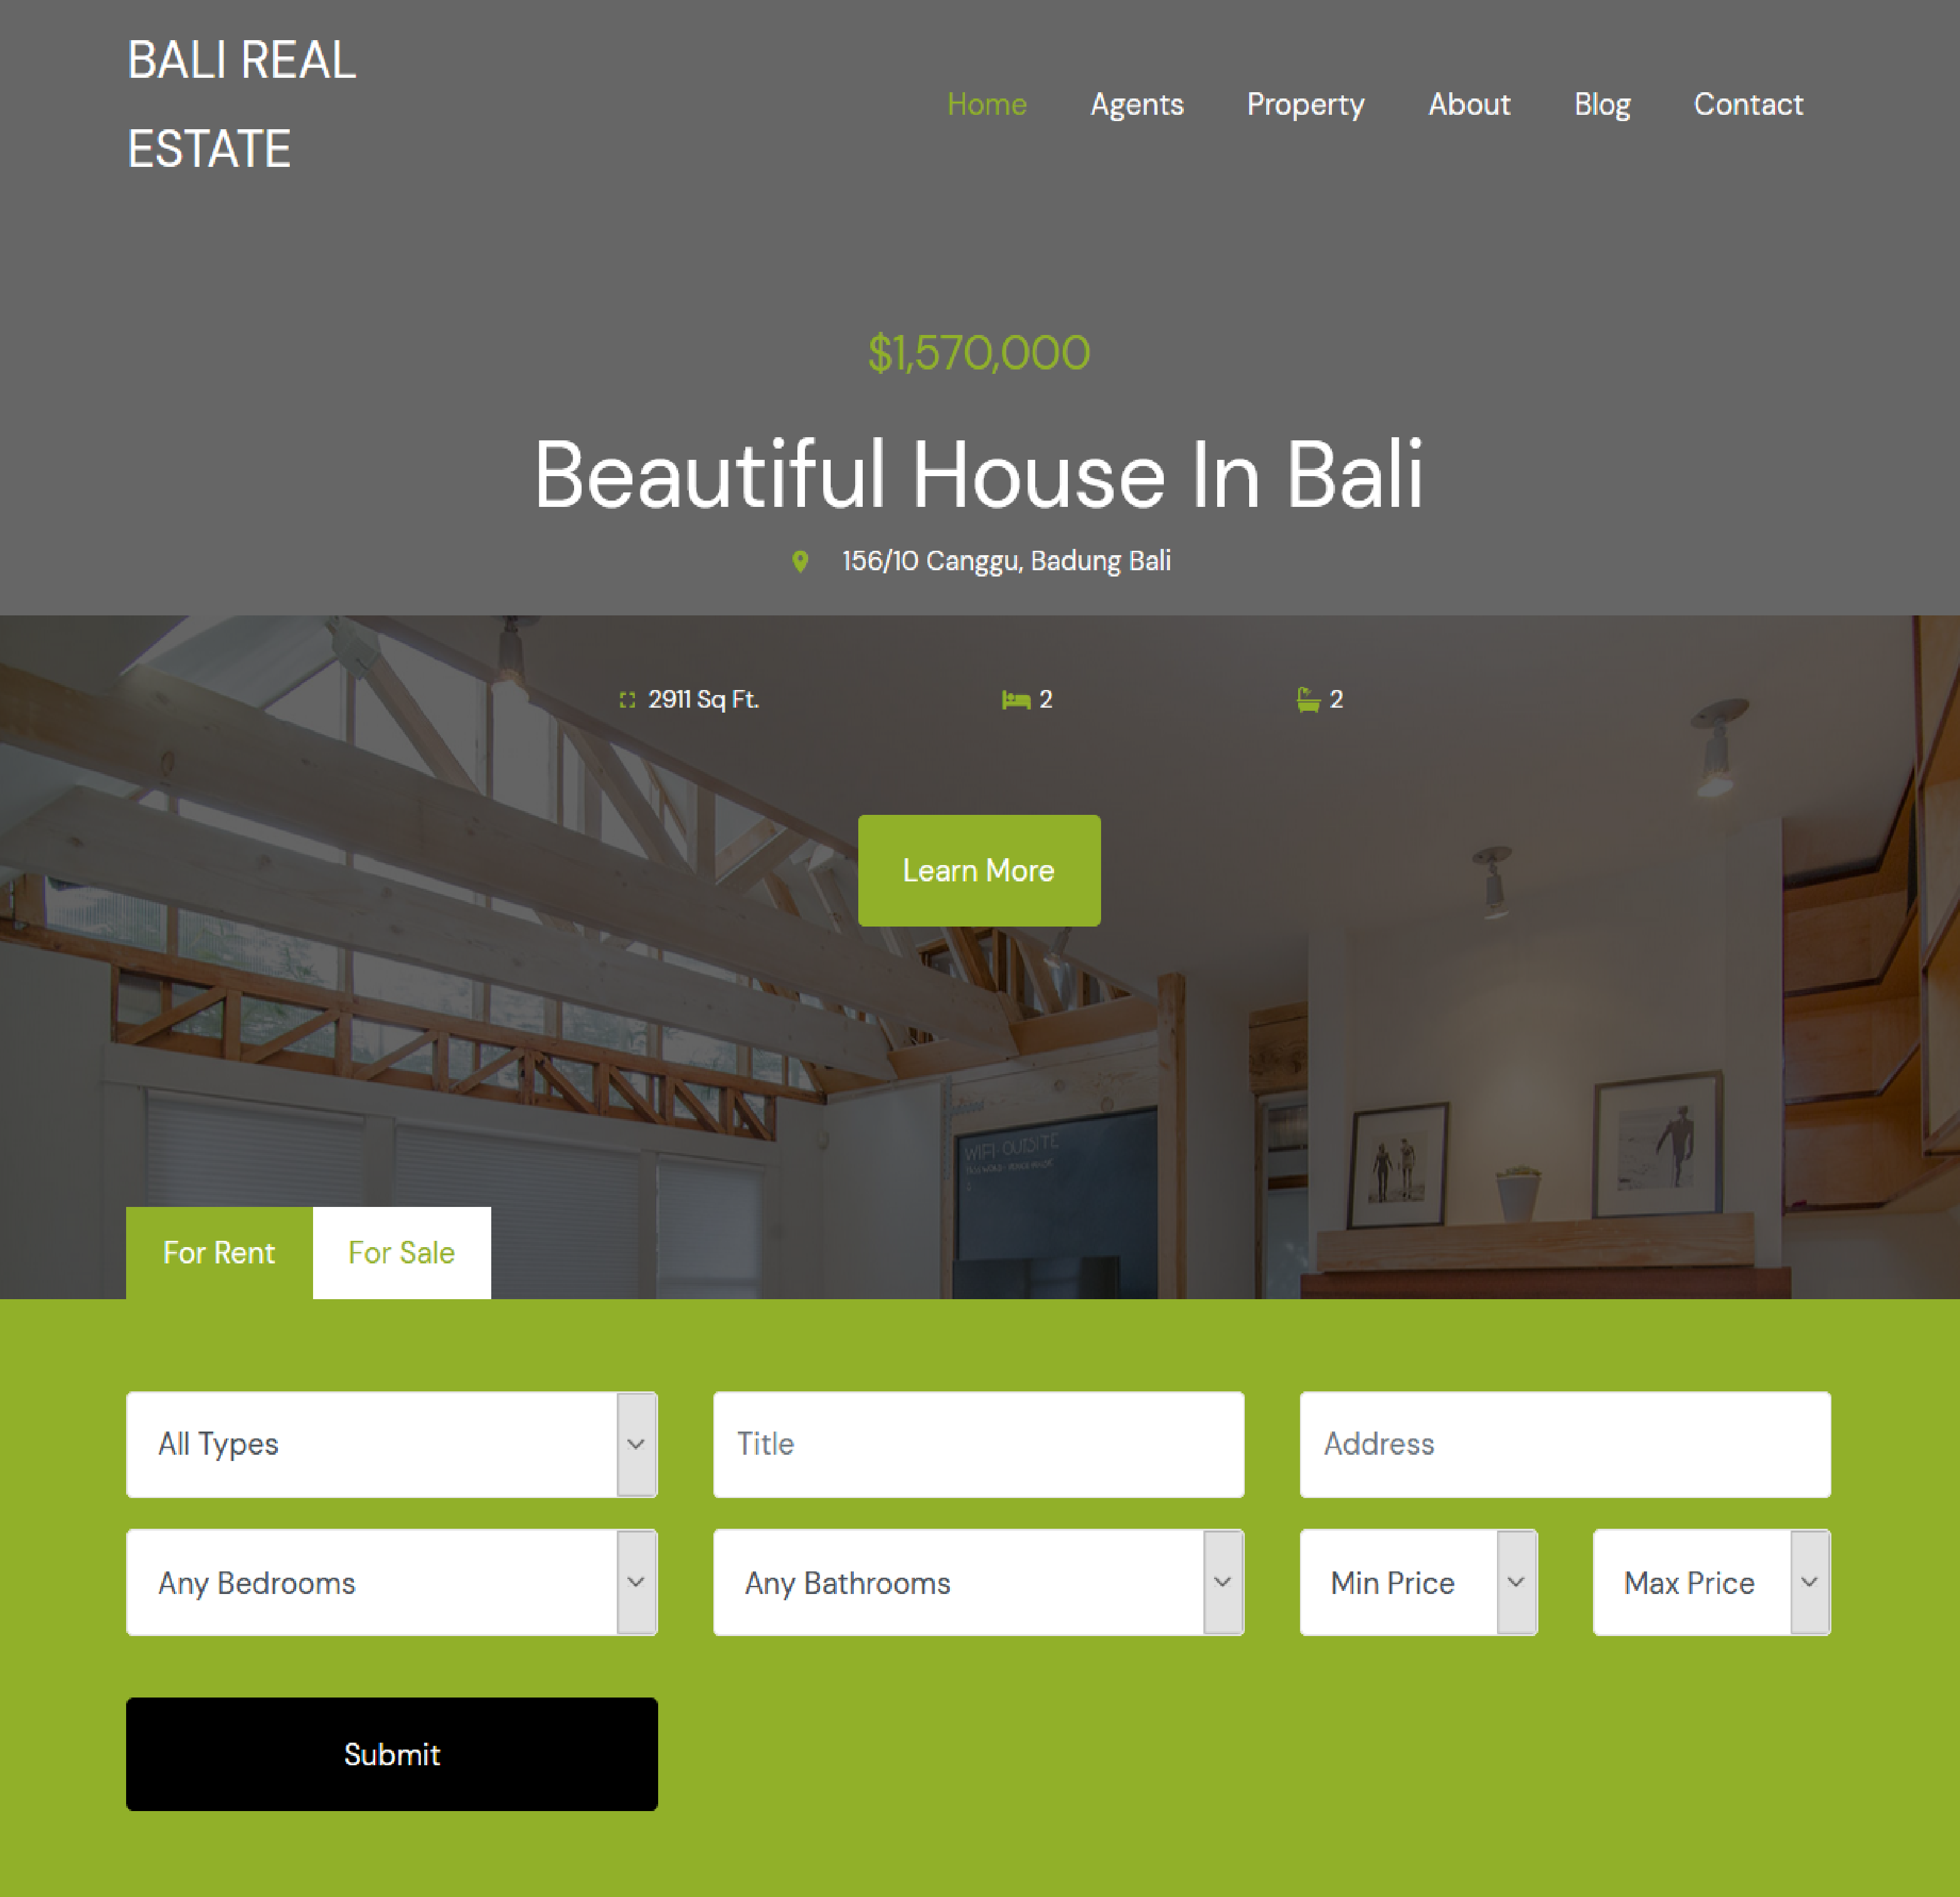 BALI REAL
ESTATE
Home Agents Property About Blog Contact
$1,570,000
Beautiful House In Bali
156/10 Canggu, Badung Bali
2911 Sq Ft. 2 2
Learn More
WIFI-OUTSITE
For Rent For Sale
All Types Title Address
Any Bedrooms Any Bathrooms Min Price Max Price
Submit